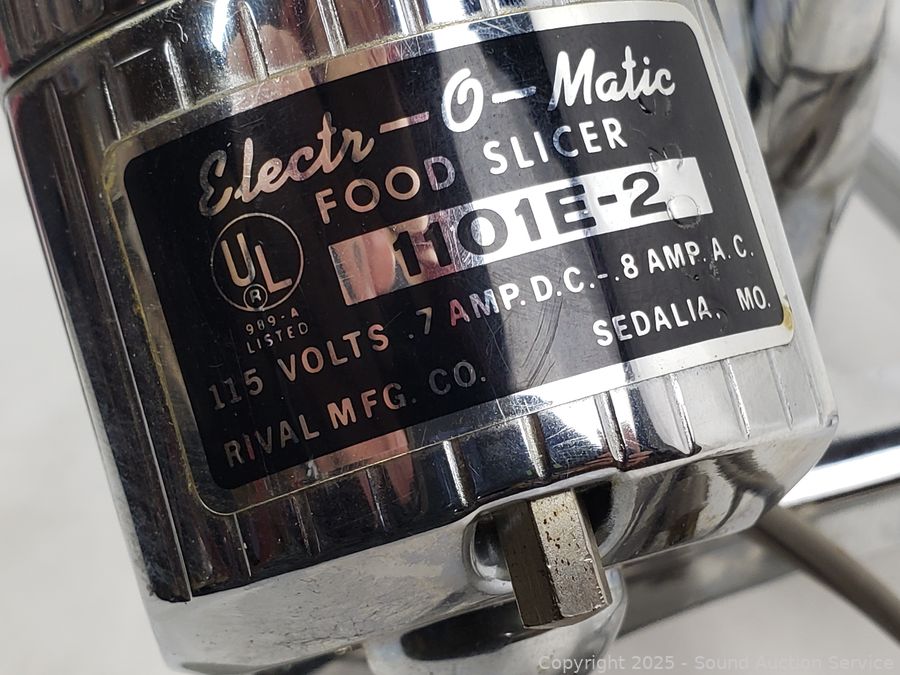 Electr-O-Matic
FOOD SLICER
1101E-2
UL
®
989-A
LISTED
115 VOLTS .7 AMP. D.C. - .8 AMP. A.C.
RIVAL MFG. CO. SEDALIA, MO.
Copyright 2025 - Sound Auction Service